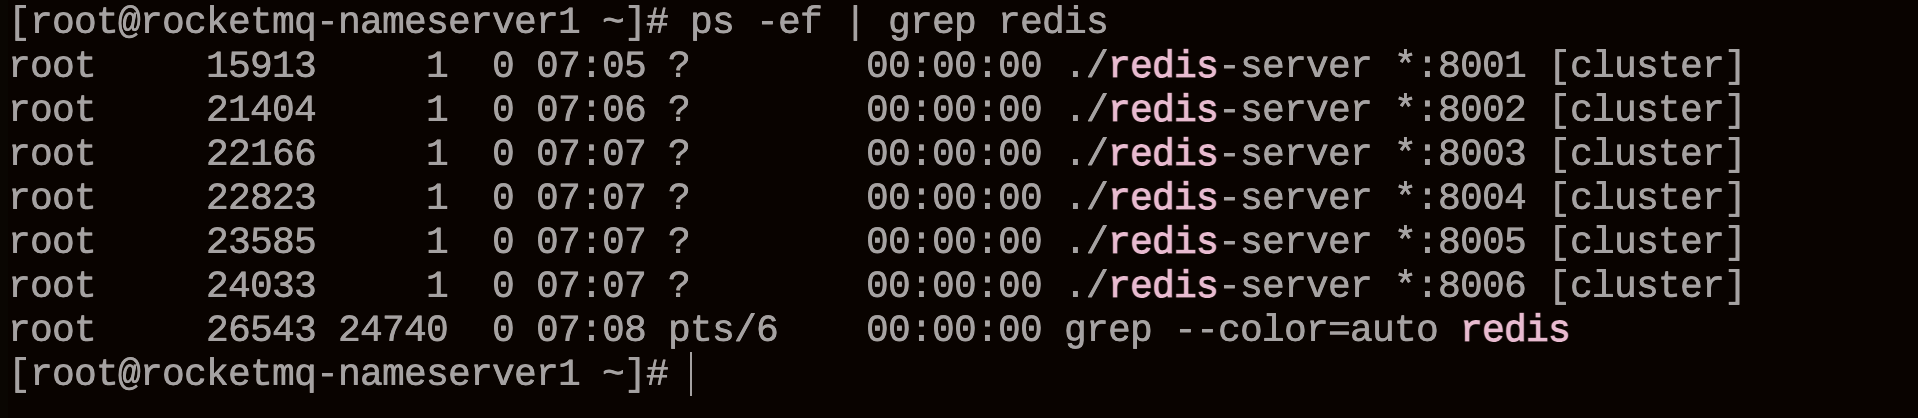 [root@rocketmq-nameserver1 ~]# ps -ef | grep redis
root     15913     1  0 07:05 ?        00:00:00 ./redis-server *:8001 [cluster]
root     21404     1  0 07:06 ?        00:00:00 ./redis-server *:8002 [cluster]
root     22166     1  0 07:07 ?        00:00:00 ./redis-server *:8003 [cluster]
root     22823     1  0 07:07 ?        00:00:00 ./redis-server *:8004 [cluster]
root     23585     1  0 07:07 ?        00:00:00 ./redis-server *:8005 [cluster]
root     24033     1  0 07:07 ?        00:00:00 ./redis-server *:8006 [cluster]
root     26543 24740  0 07:08 pts/6    00:00:00 grep --color=auto redis
[root@rocketmq-nameserver1 ~]#